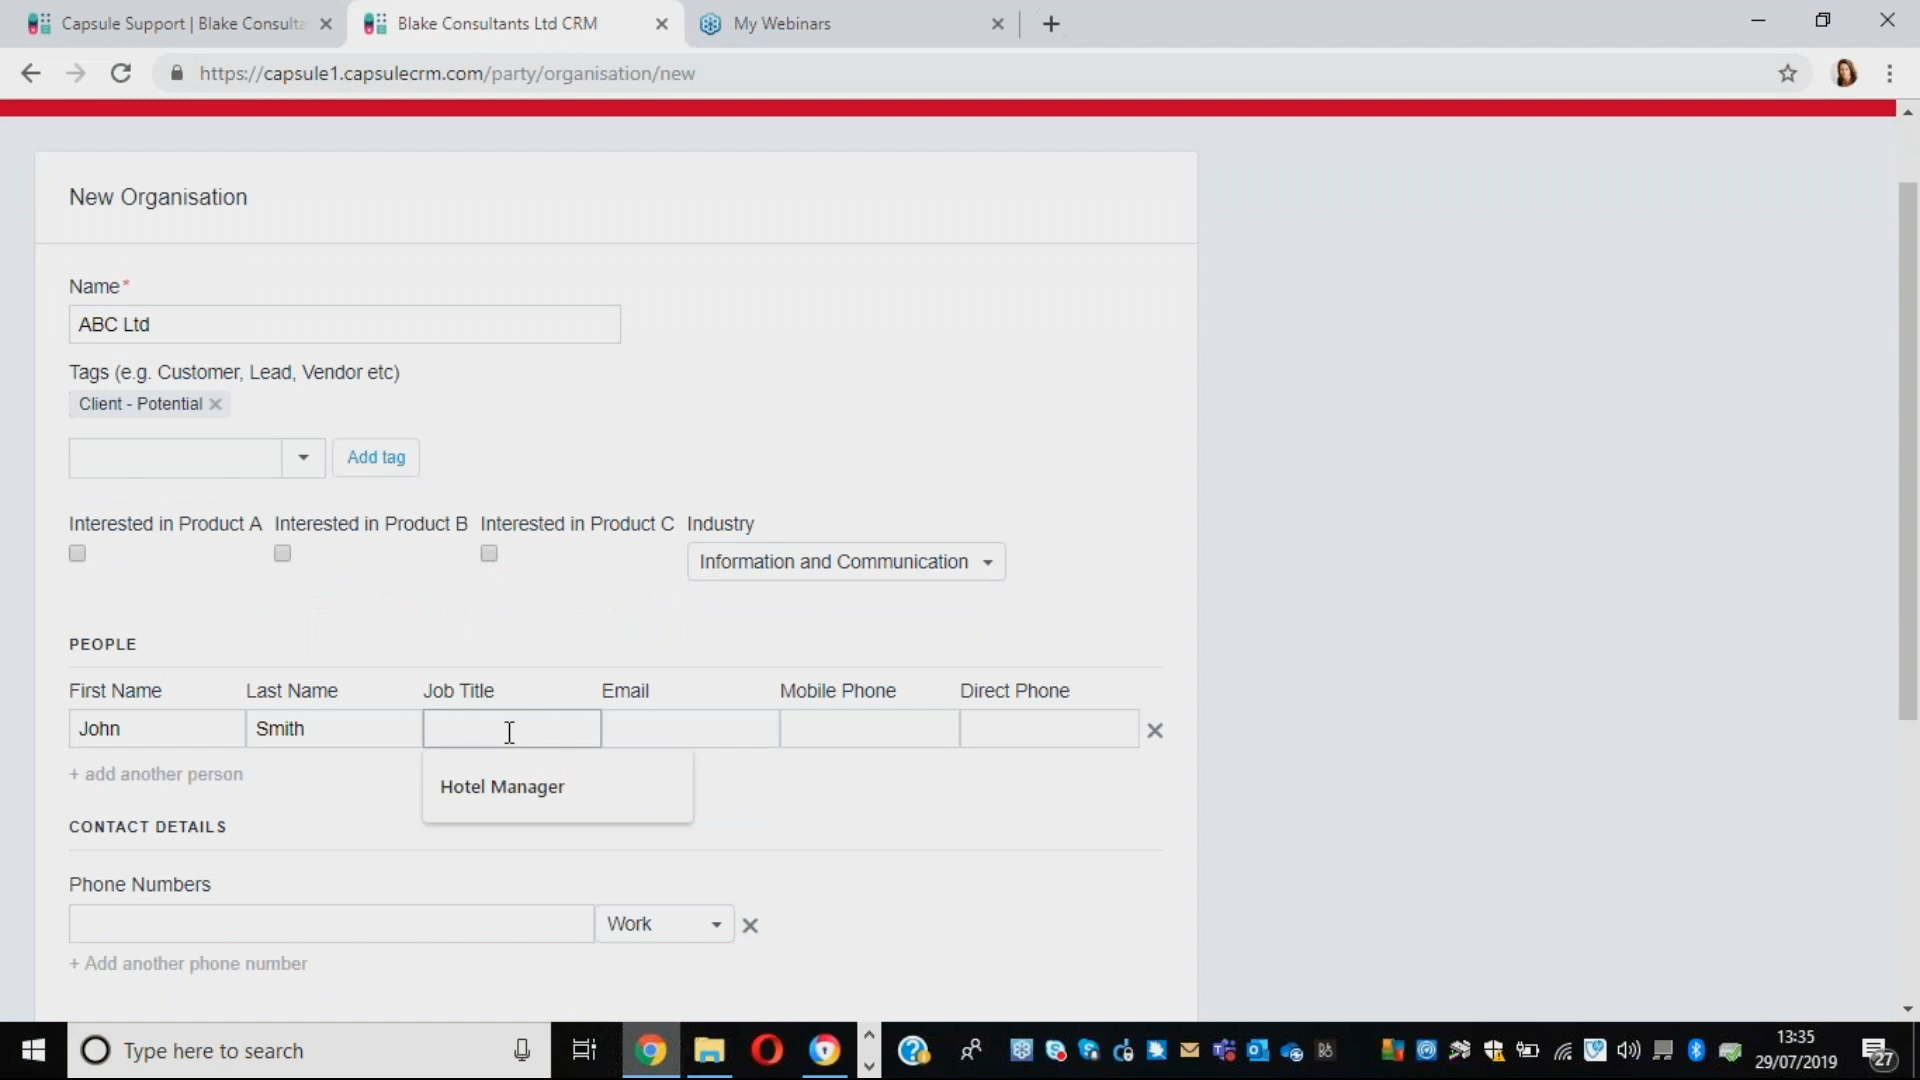 Capsule Support | Blake Consulta
Blake Consultants Ltd CRM
My Webinars
https://capsule1.capsulecrm.com/party/organisation/new
New Organisation
Name*
ABC Ltd
Tags (e.g. Customer, Lead, Vendor etc)
Client - Potential
Add tag
Interested in Product A Interested in Product B Interested in Product C Industry
Information and Communication
PEOPLE
First Name Last Name Job Title Email Mobile Phone Direct Phone
John Smith
+ add another person
Hotel Manager
CONTACT DETAILS
Phone Numbers
Work
+ Add another phone number
Type here to search
13:35
29/07/2019
27